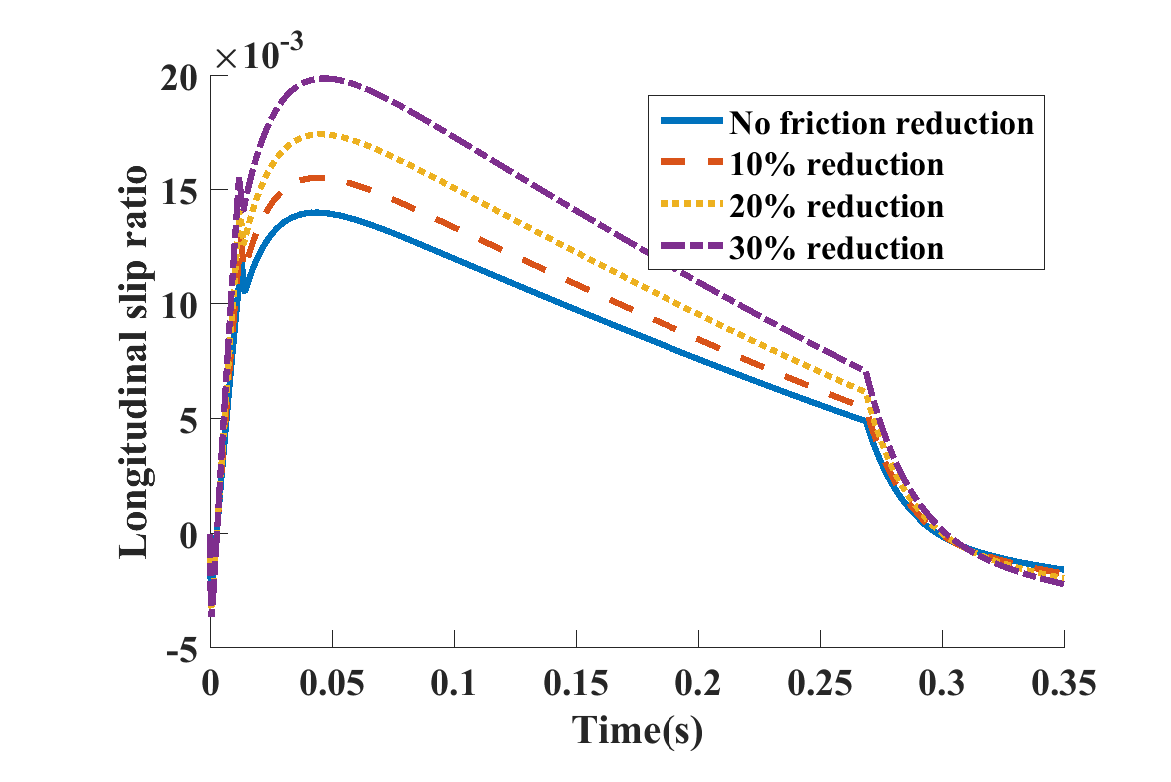 ×10⁻³
20
15
10
5
0
-5
Longitudinal slip ratio
No friction reduction
10% reduction
20% reduction
30% reduction
0 0.05 0.1 0.15 0.2 0.25 0.3 0.35
Time(s)